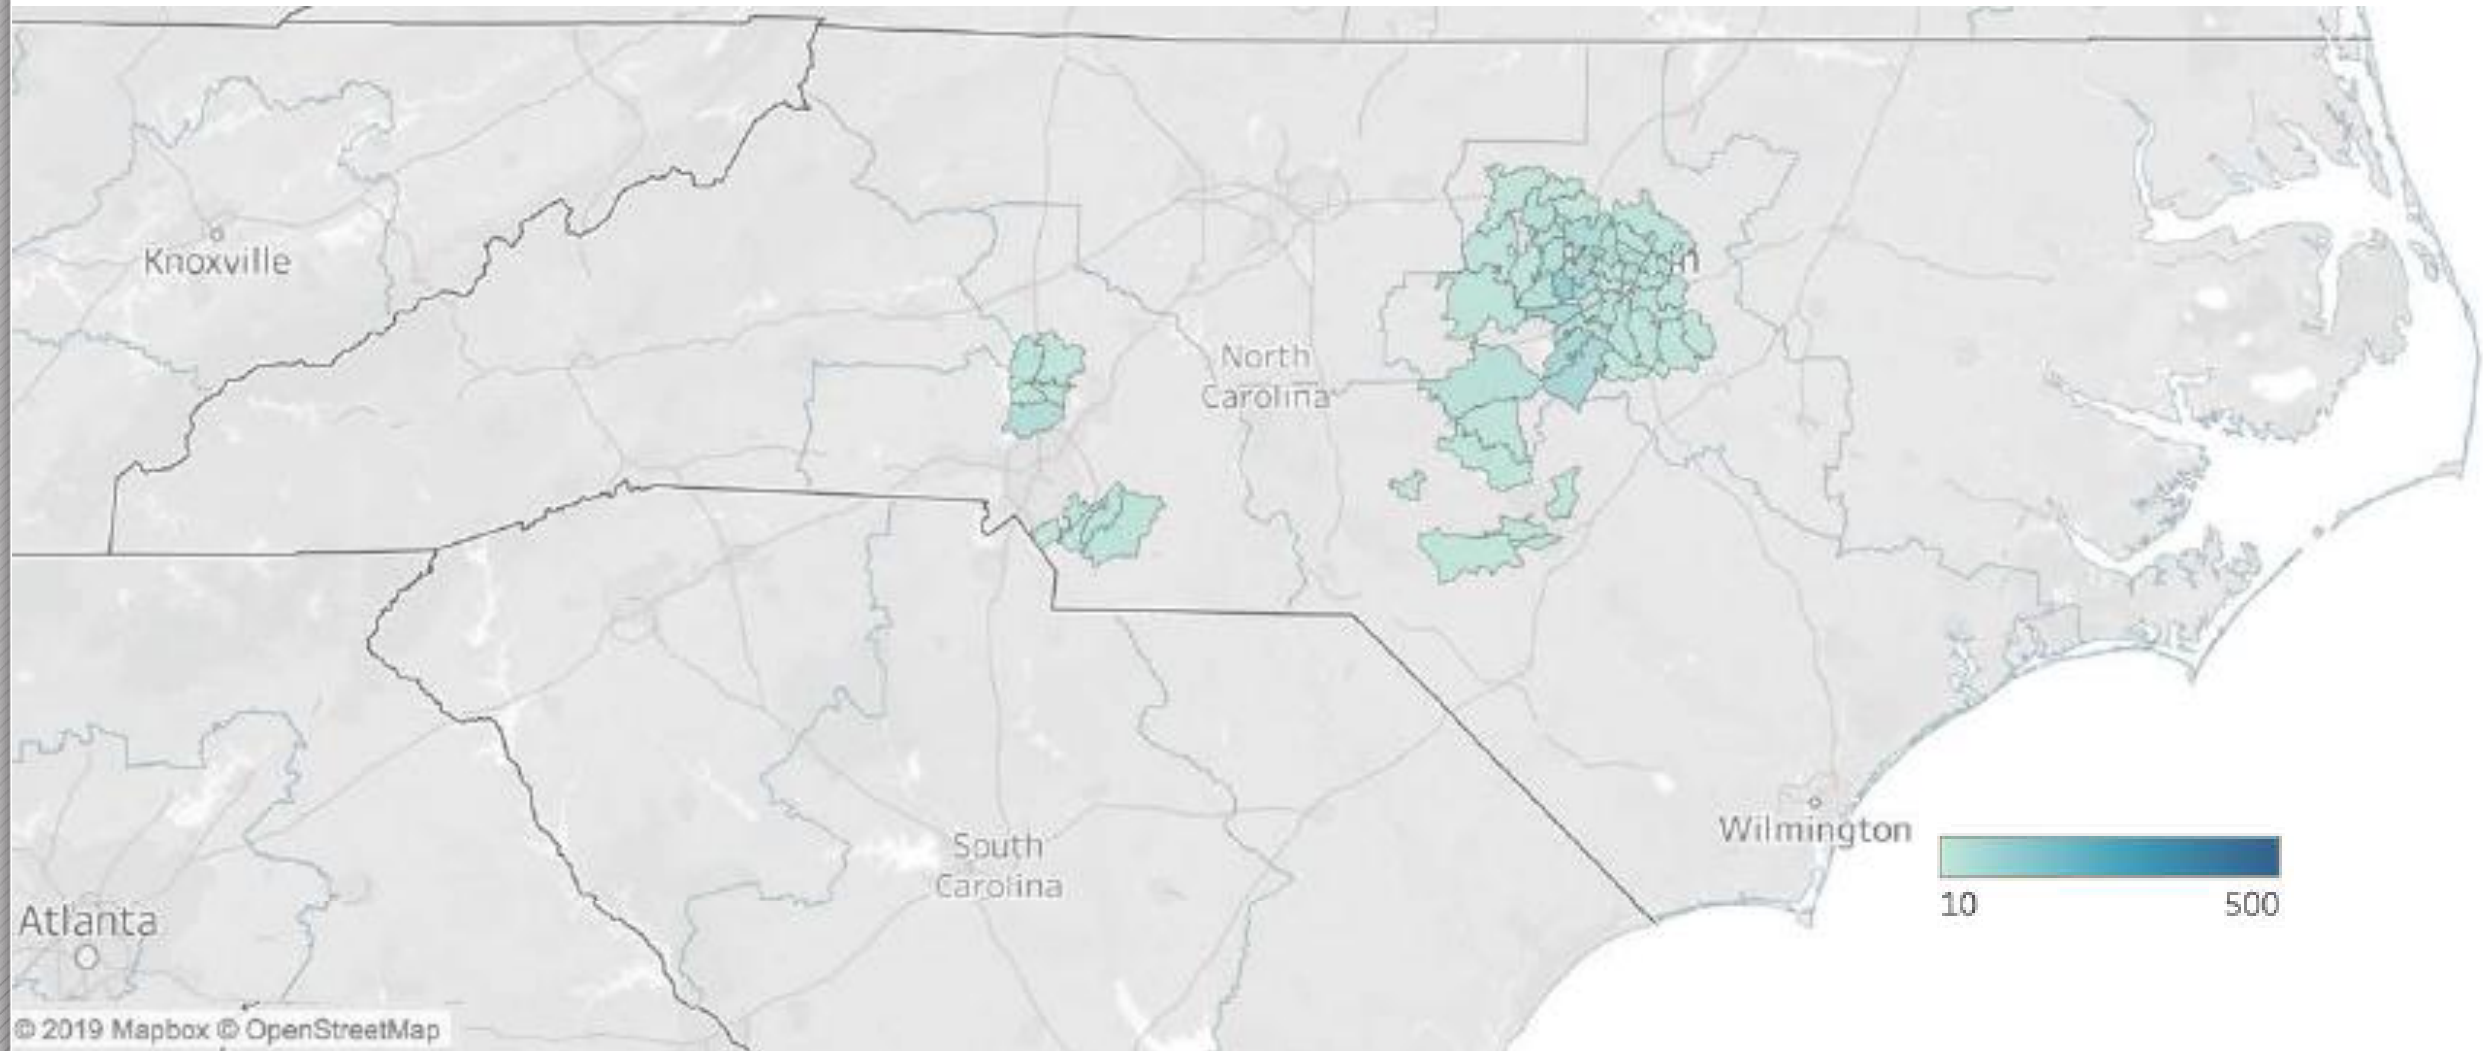 Knoxville
n
North
Carolina
South
Carolina
Wilmington
10 500
Atlanta
© 2019 Mapbox © OpenStreetMap